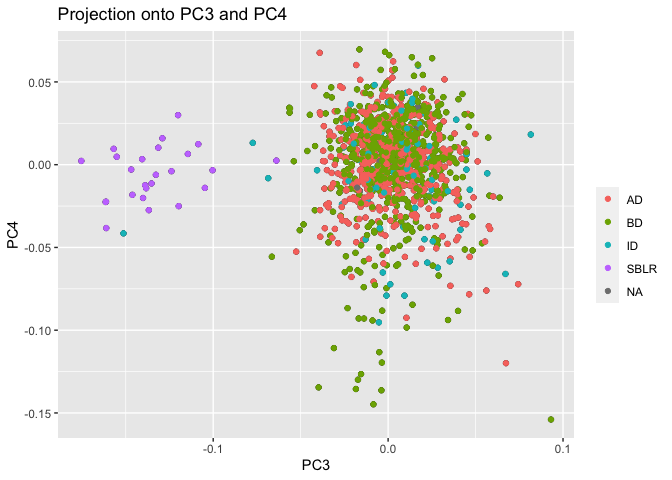 Projection onto PC3 and PC4
0.05
0.00
-0.05
-0.10
-0.15
PC4
-0.1
0.0
0.1
PC3
AD
BD
ID
SBLR
NA